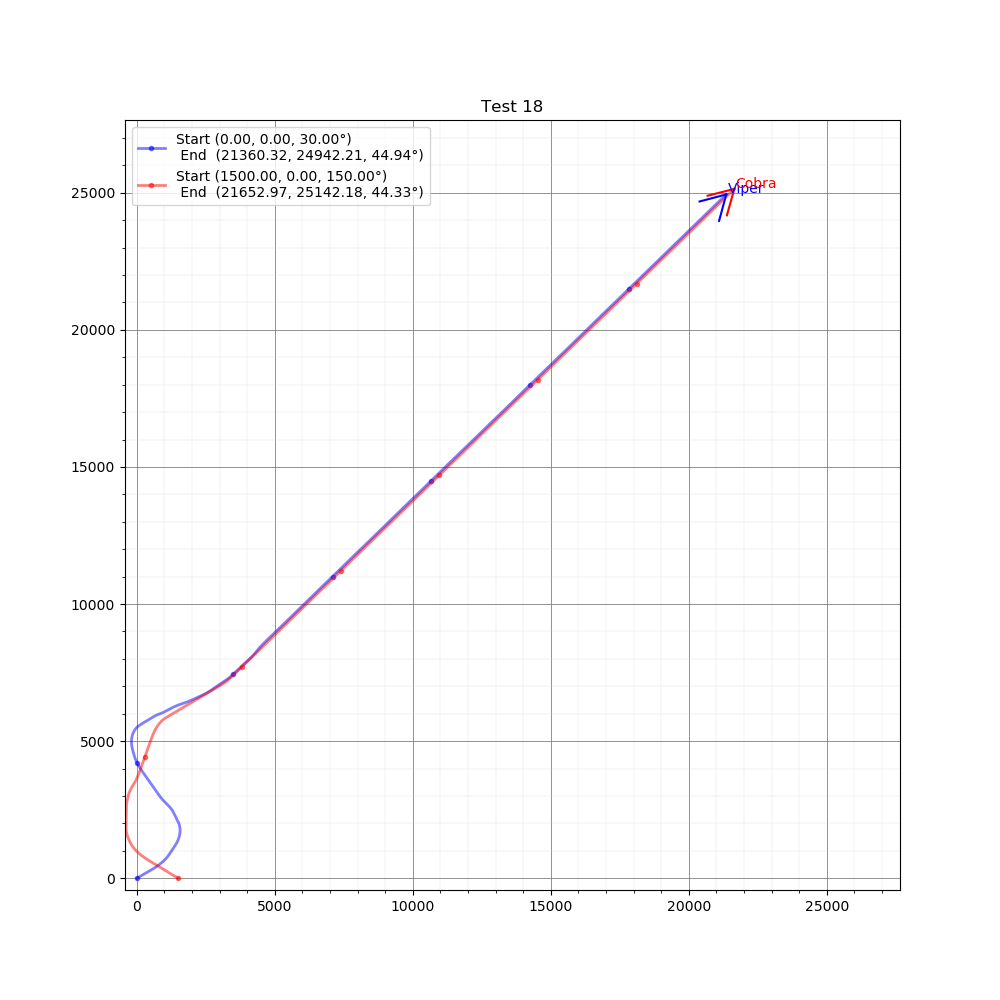 Test 18
Start (0.00, 0.00, 30.00°)
End (21360.32, 24942.21, 44.94°)
Start (1500.00, 0.00, 150.00°)
End (21652.97, 25142.18, 44.33°)
Cobra
Viper
25000
20000
15000
10000
5000
0
0 5000 10000 15000 20000 25000